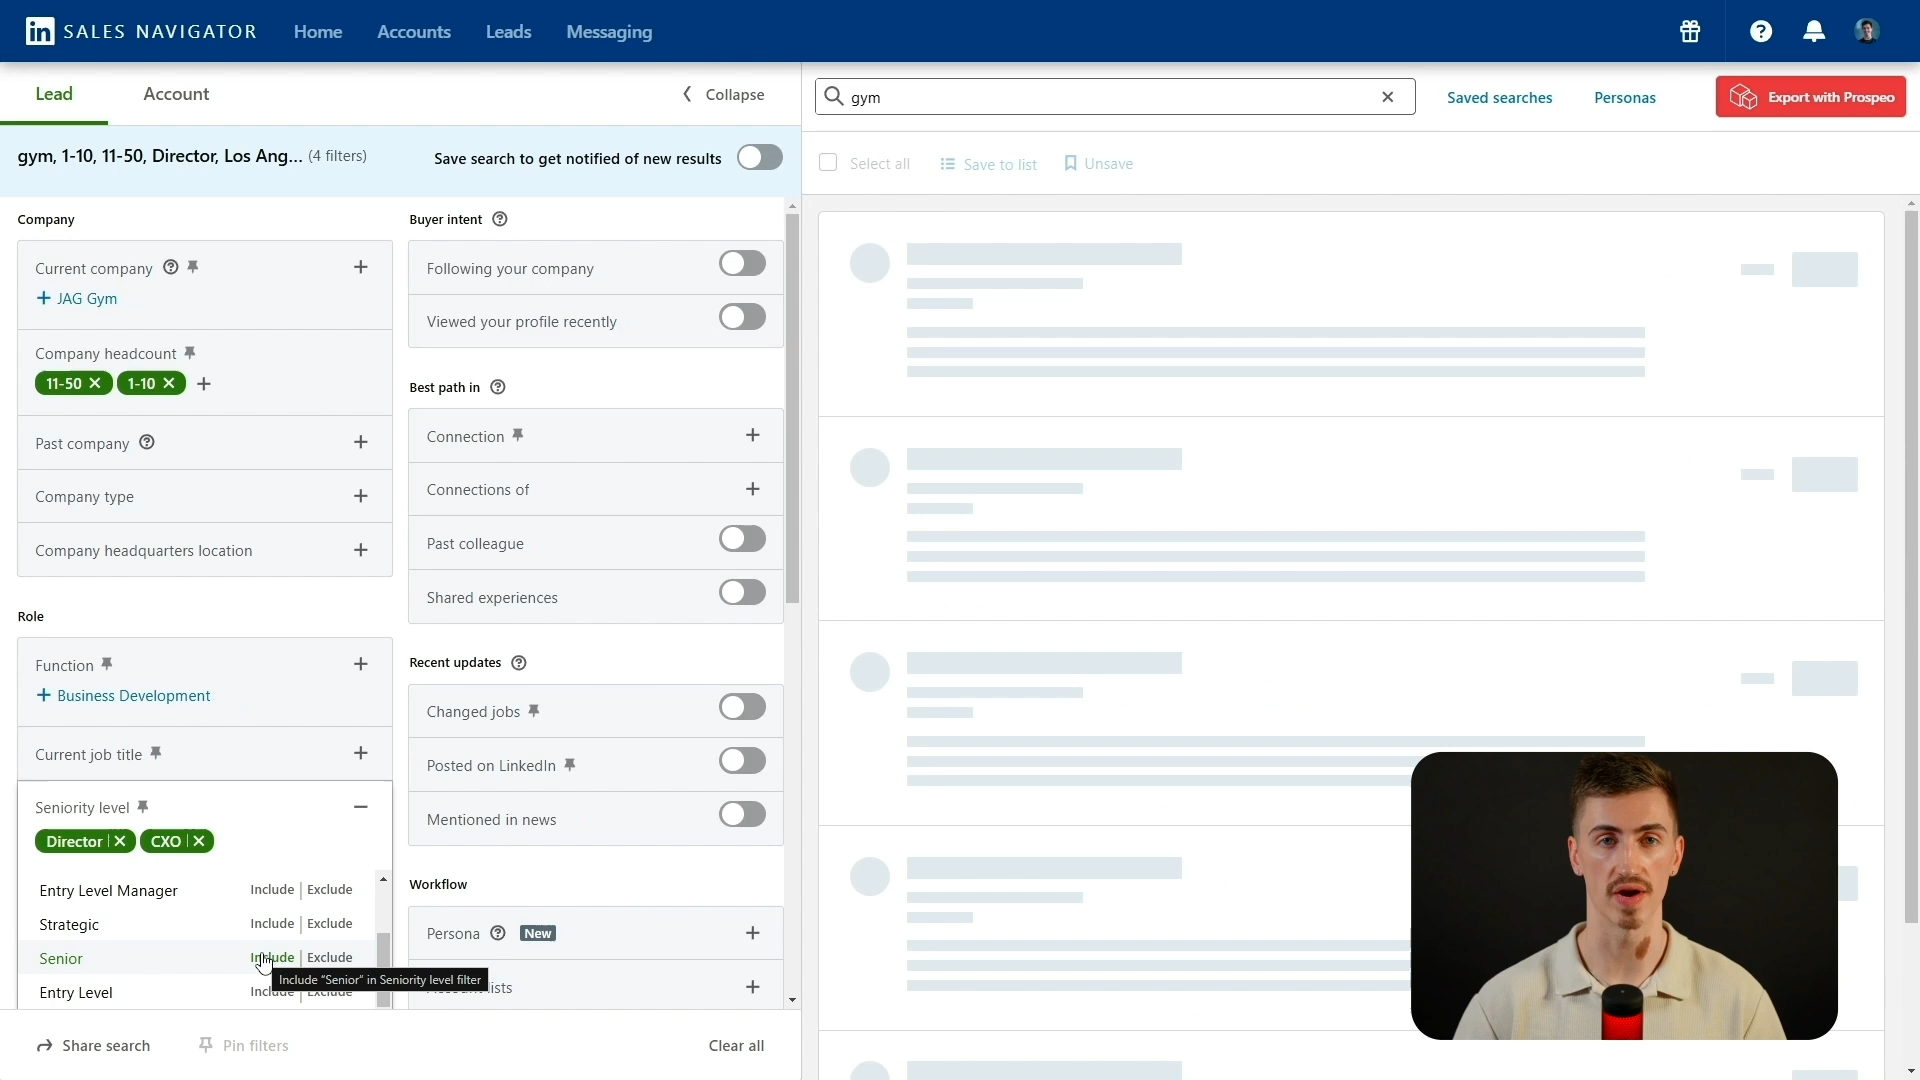 in SALES NAVIGATOR Home Accounts Leads Messaging
Lead Account Collapse
gym
Saved searches Personas Export with Prospeo
gym, 1-10, 11-50, Director, Los Ang... (4 filters) Save search to get notified of new results
Select all Save to list Unsave
Company
Current company
+ JAG Gym
Company headcount
11-50 1-10
Past company
Company type
Company headquarters location
Role
Function
+ Business Development
Current job title
Seniority level
Director CXO
Entry Level Manager Include Exclude
Strategic Include Exclude
Senior Include Exclude
Include "Senior" in Seniority level filter
Entry Level Include Exclude
Buyer intent
Following your company
Viewed your profile recently
Best path in
Connection
Connections of
Past colleague
Shared experiences
Recent updates
Changed jobs
Posted on LinkedIn
Mentioned in news
Workflow
Persona New
lists
Share search Pin filters Clear all